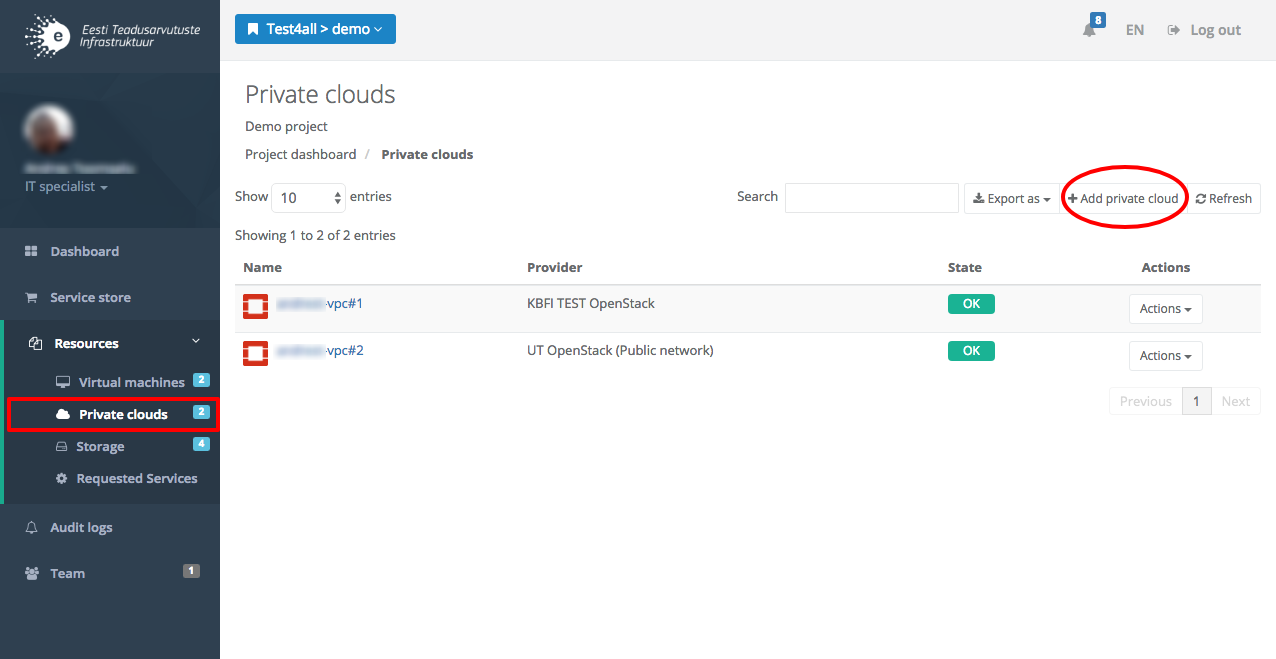 Eesti Teadusarvutuste
Infrastruktuur
IT specialist
Dashboard
Service store
Resources
Virtual machines 2
Private clouds 2
Storage 4
Requested Services
Audit logs
Team 1
Test4all > demo
8
EN
Log out
Private clouds
Demo project
Project dashboard / Private clouds
Show 10 entries
Search
Export as
+ Add private cloud
Refresh
Showing 1 to 2 of 2 entries
Name Provider State Actions
-vpc#1 KBFI TEST OpenStack OK Actions
-vpc#2 UT OpenStack (Public network) OK Actions
Previous 1 Next